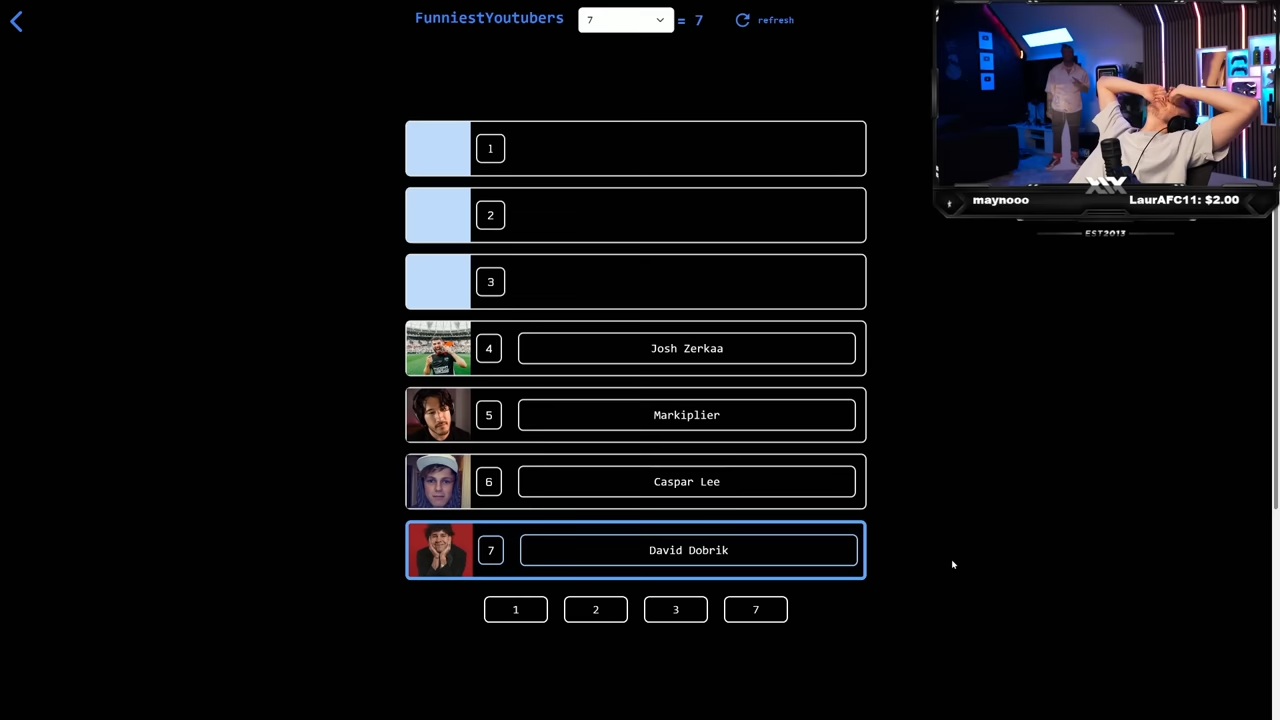 FunniestYoutubers 7 = 7 refresh
1
2
3
4 Josh Zerkaa
5 Markiplier
6 Caspar Lee
7 David Dobrik
1 2 3 7
maynooo LaurAFC11: $2.00
EST2013